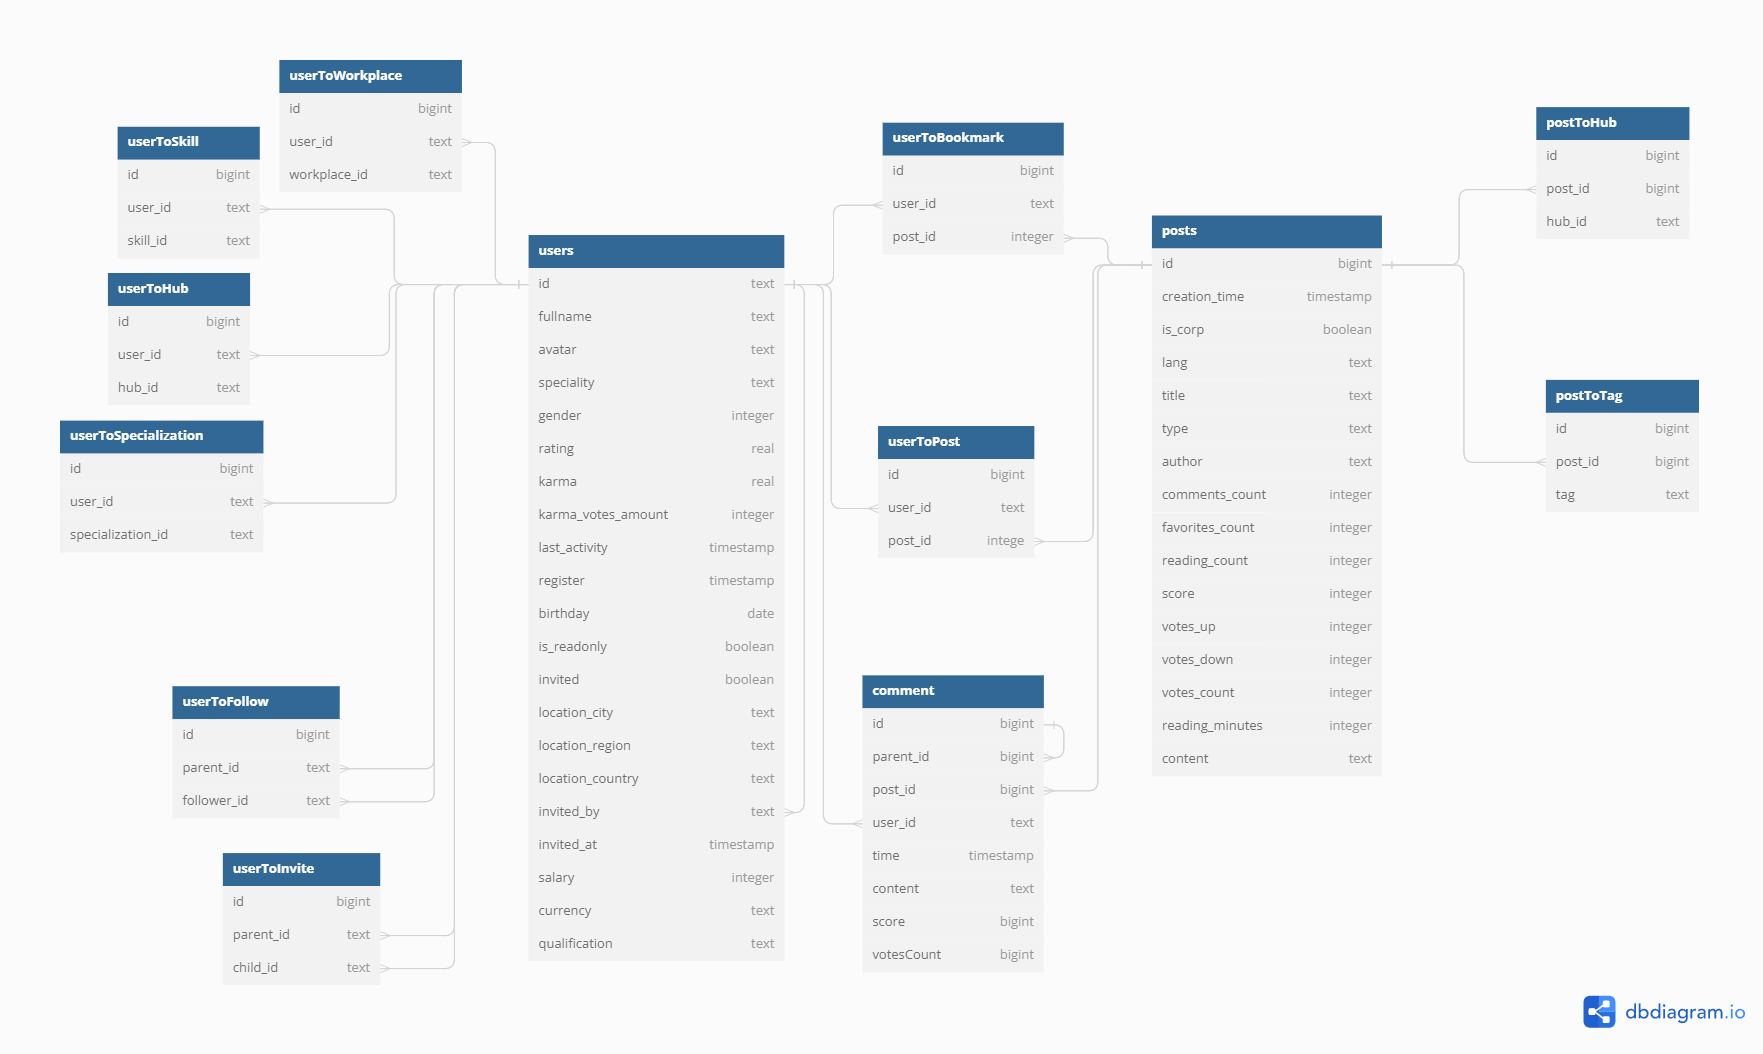 userToWorkplace
id bigint
user_id text
workplace_id text
userToSkill
id bigint
user_id text
skill_id text
userToHub
id bigint
user_id text
hub_id text
userToSpecialization
id bigint
user_id text
specialization_id text
userToFollow
id bigint
parent_id text
follower_id text
userToInvite
id bigint
parent_id text
child_id text
users
id text
fullname text
avatar text
speciality text
gender integer
rating real
karma real
karma_votes_amount integer
last_activity timestamp
register timestamp
birthday date
is_readonly boolean
invited boolean
location_city text
location_region text
location_country text
invited_by text
invited_at timestamp
salary integer
currency text
qualification text
userToBookmark
id bigint
user_id text
post_id integer
userToPost
id bigint
user_id text
post_id intege
comment
id bigint
parent_id bigint
post_id bigint
user_id text
time timestamp
content text
score bigint
votesCount bigint
posts
id bigint
creation_time timestamp
is_corp boolean
lang text
title text
type text
author text
comments_count integer
favorites_count integer
reading_count integer
score integer
votes_up integer
votes_down integer
votes_count integer
reading_minutes integer
content text
postToHub
id bigint
post_id bigint
hub_id text
postToTag
id bigint
post_id bigint
tag text
dbdiagram.io